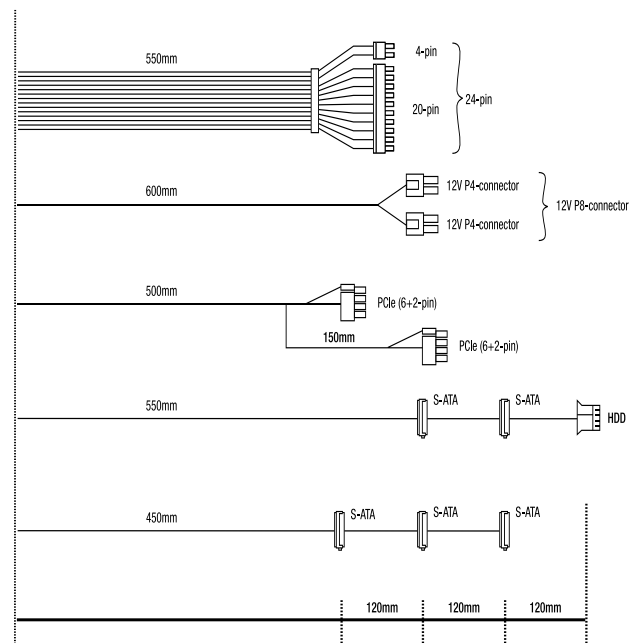 550mm
4-pin
20-pin
24-pin
600mm
12V P4-connector
12V P4-connector
12V P8-connector
500mm
PCIe (6+2-pin)
150mm
PCIe (6+2-pin)
550mm
S-ATA
S-ATA
HDD
450mm
S-ATA
S-ATA
S-ATA
120mm
120mm
120mm